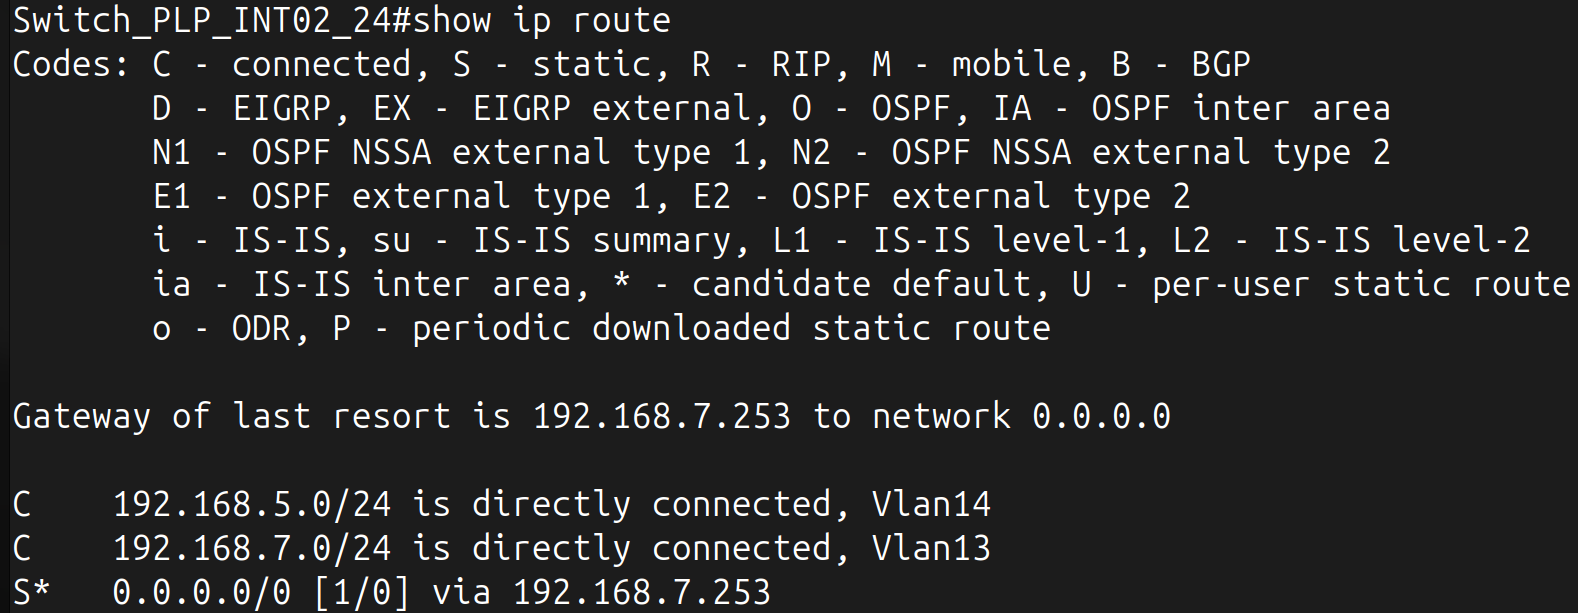 Switch_PLP_INT02_24#show ip route
Codes: C - connected, S - static, R - RIP, M - mobile, B - BGP
       D - EIGRP, EX - EIGRP external, O - OSPF, IA - OSPF inter area
       N1 - OSPF NSSA external type 1, N2 - OSPF NSSA external type 2
       E1 - OSPF external type 1, E2 - OSPF external type 2
       i - IS-IS, su - IS-IS summary, L1 - IS-IS level-1, L2 - IS-IS level-2
       ia - IS-IS inter area, * - candidate default, U - per-user static route
       o - ODR, P - periodic downloaded static route

Gateway of last resort is 192.168.7.253 to network 0.0.0.0

C    192.168.5.0/24 is directly connected, Vlan14
C    192.168.7.0/24 is directly connected, Vlan13
S*   0.0.0.0/0 [1/0] via 192.168.7.253